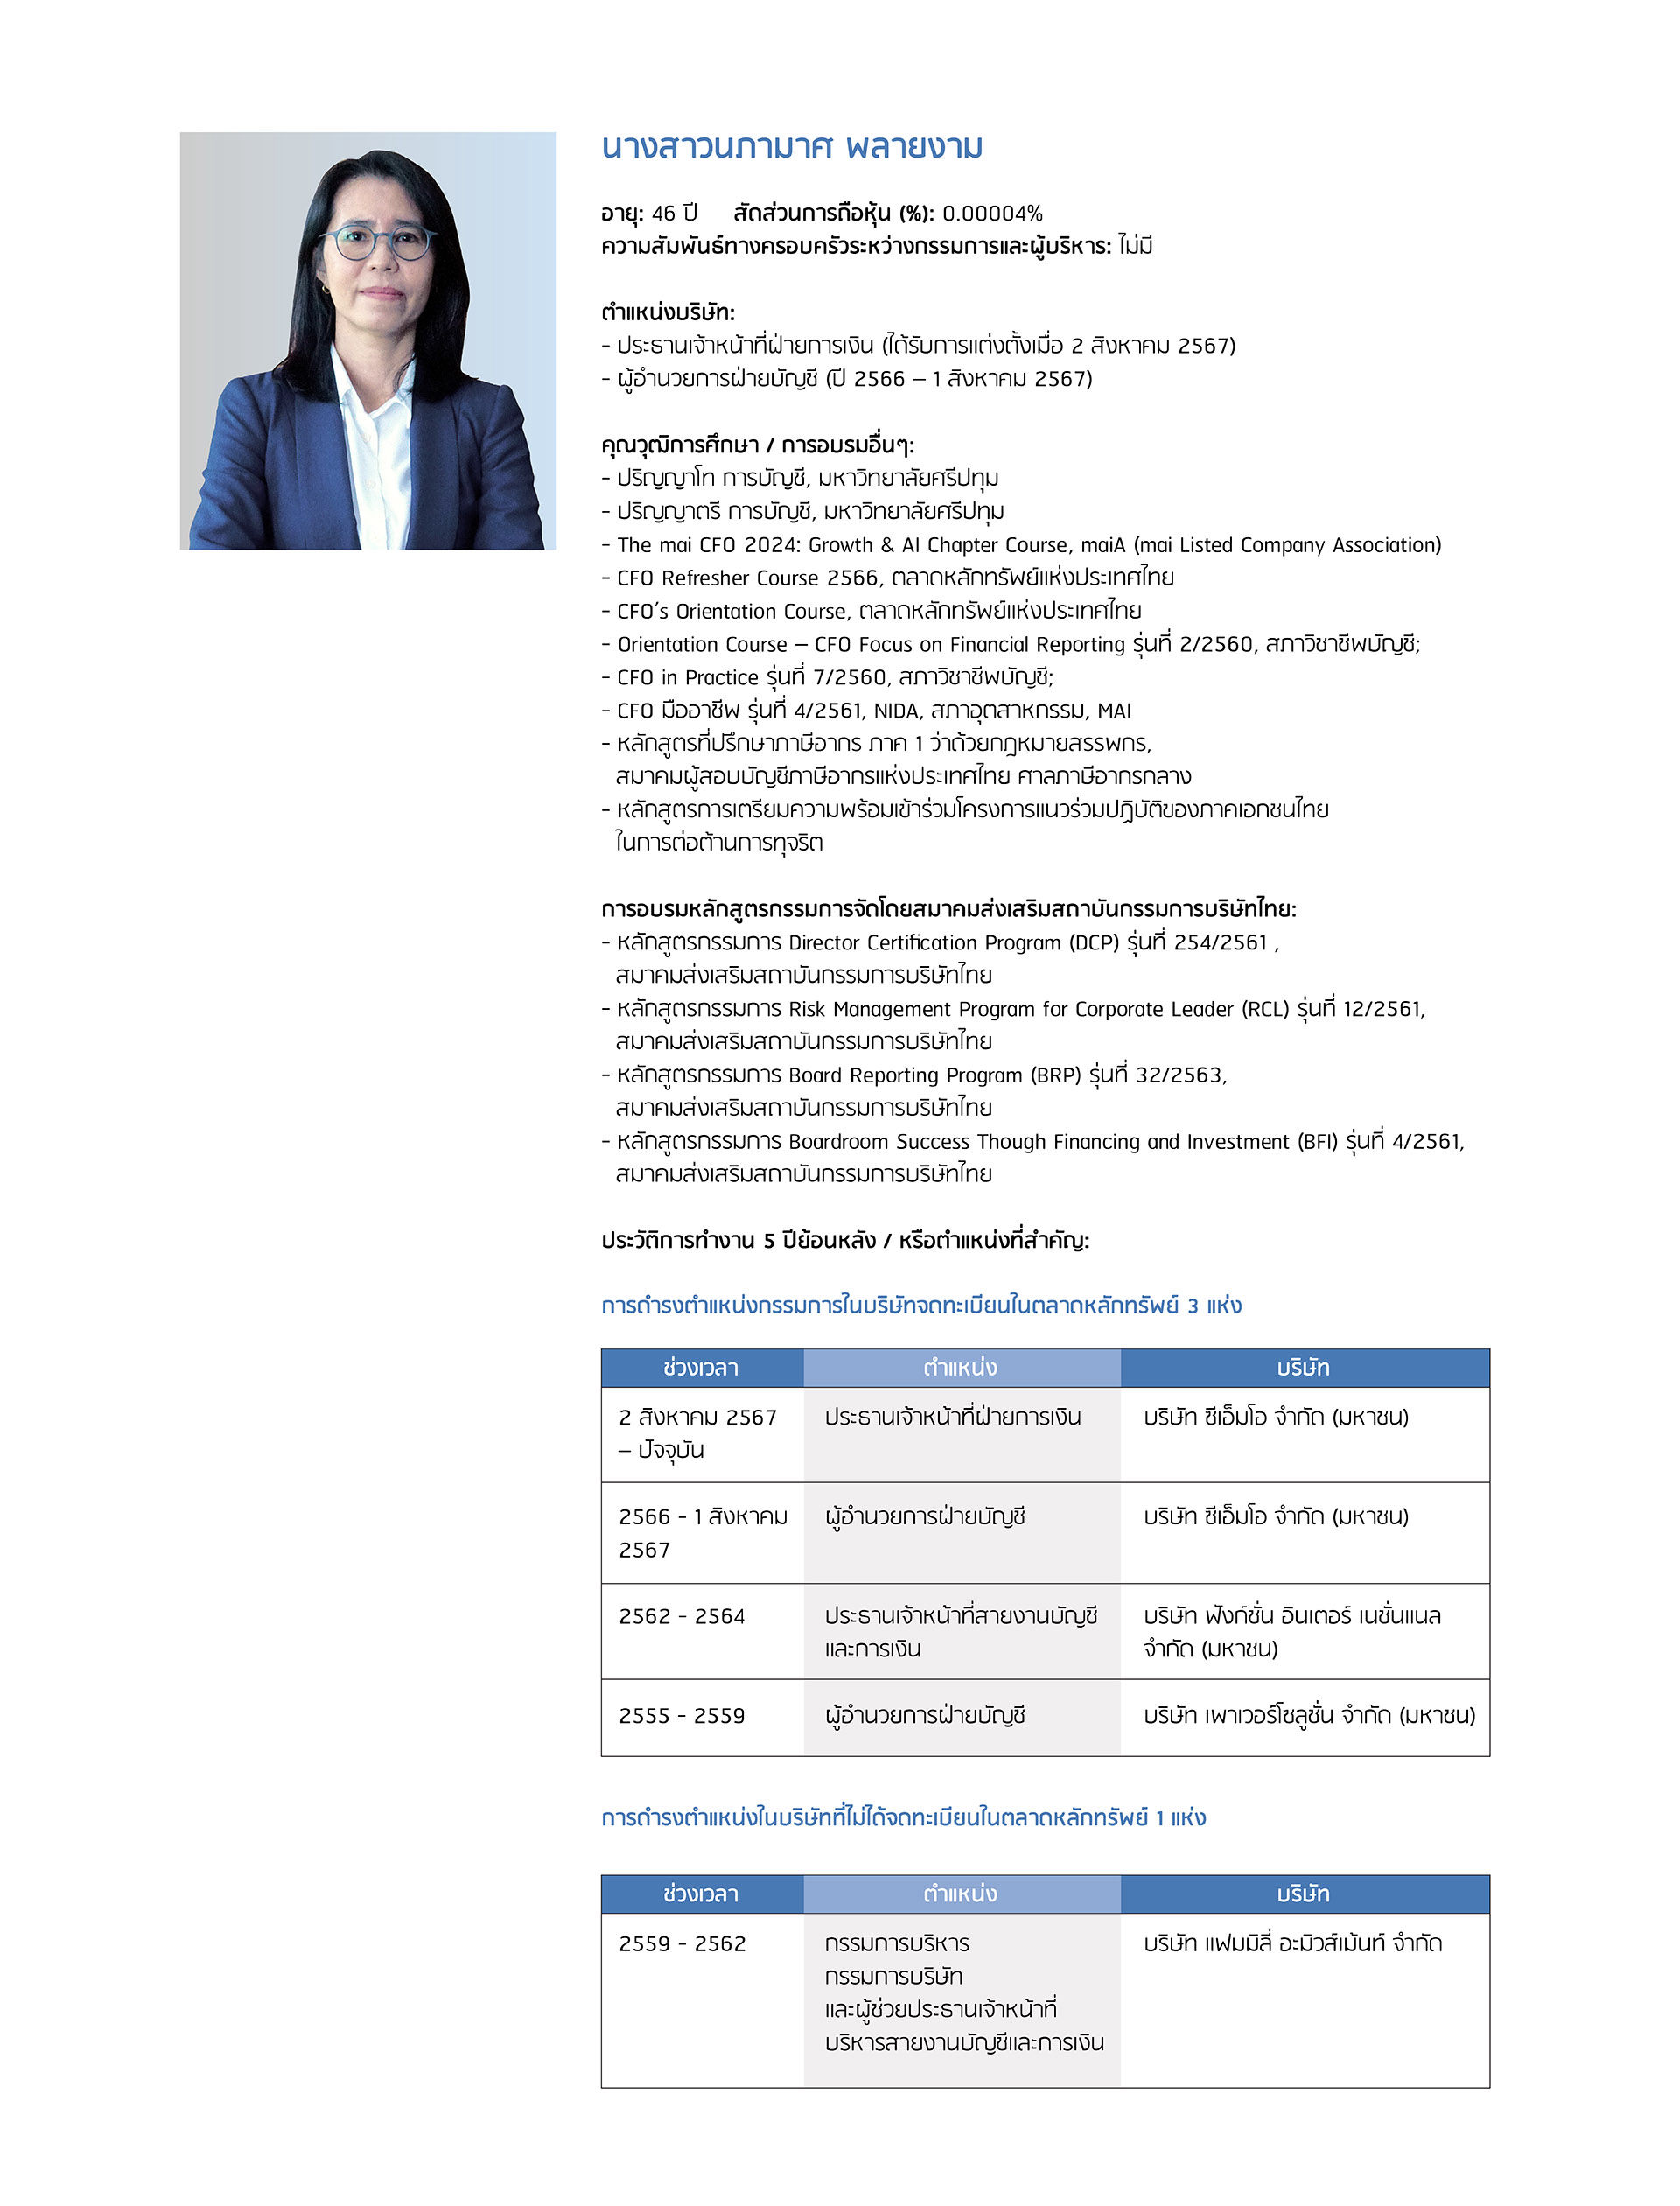 นางสาวนภามาศ พลายงาม
อายุ: 46 ปี สัดส่วนการถือหุ้น (%): 0.00004%
ความสัมพันธ์ทางครอบครัวระหว่างกรรมการและผู้บริหาร: ไม่มี
ตำแหน่งบริษัท:
- ประธานเจ้าหน้าที่ฝ่ายการเงิน (ได้รับการแต่งตั้งเมื่อ 2 สิงหาคม 2567)
- ผู้อำนวยการฝ่ายบัญชี (ปี 2566 – 1 สิงหาคม 2567)
คุณวุฒิการศึกษา / การอบรมอื่นๆ:
- ปริญญาโท การบัญชี, มหาวิทยาลัยศรีปทุม
- ปริญญาตรี การบัญชี, มหาวิทยาลัยศรีปทุม
- The mai CFO 2024: Growth & AI Chapter Course, maiA (mai Listed Company Association)
- CFO Refresher Course 2566, ตลาดหลักทรัพย์แห่งประเทศไทย
- CFO’s Orientation Course, ตลาดหลักทรัพย์แห่งประเทศไทย
- Orientation Course – CFO Focus on Financial Reporting รุ่นที่ 2/2560, สภาวิชาชีพบัญชี;
- CFO in Practice รุ่นที่ 7/2560, สภาวิชาชีพบัญชี;
- CFO มืออาชีพ รุ่นที่ 4/2561, NIDA, สภาอุตสาหกรรม, MAI
- หลักสูตรที่ปรึกษาภาษีอากร ภาค 1 ว่าด้วยกฎหมายสรรพกร,
สมาคมผู้สอบบัญชีภาษีอากรแห่งประเทศไทย ศาลภาษีอากรกลาง
- หลักสูตรการเตรียมความพร้อมเข้าร่วมโครงการแนวร่วมปฏิบัติของภาคเอกชนไทย
ในการต่อต้านการทุจริต
การอบรมหลักสูตรกรรมการจัดโดยสมาคมส่งเสริมสถาบันกรรมการบริษัทไทย:
- หลักสูตรกรรมการ Director Certification Program (DCP) รุ่นที่ 254/2561 ,
สมาคมส่งเสริมสถาบันกรรมการบริษัทไทย
- หลักสูตรกรรมการ Risk Management Program for Corporate Leader (RCL) รุ่นที่ 12/2561,
สมาคมส่งเสริมสถาบันกรรมการบริษัทไทย
- หลักสูตรกรรมการ Board Reporting Program (BRP) รุ่นที่ 32/2563,
สมาคมส่งเสริมสถาบันกรรมการบริษัทไทย
- หลักสูตรกรรมการ Boardroom Success Though Financing and Investment (BFI) รุ่นที่ 4/2561,
สมาคมส่งเสริมสถาบันกรรมการบริษัทไทย
ประวัติการทำงาน 5 ปีย้อนหลัง / หรือตำแหน่งที่สำคัญ:
การดำรงตำแหน่งกรรมการในบริษัทจดทะเบียนในตลาดหลักทรัพย์ 3 แห่ง
ช่วงเวลา ตำแหน่ง บริษัท
2 สิงหาคม 2567 ประธานเจ้าหน้าที่ฝ่ายการเงิน บริษัท ซีเอ็มโอ จำกัด (มหาชน)
– ปัจจุบัน
2566 - 1 สิงหาคม ผู้อำนวยการฝ่ายบัญชี บริษัท ซีเอ็มโอ จำกัด (มหาชน)
2567
2562 - 2564 ประธานเจ้าหน้าที่สายงานบัญชี บริษัท ฟังก์ชั่น อินเตอร์ เนชั่นแนล
และการเงิน จำกัด (มหาชน)
2555 - 2559 ผู้อำนวยการฝ่ายบัญชี บริษัท เพาเวอร์โซลูชั่น จำกัด (มหาชน)
การดำรงตำแหน่งในบริษัทที่ไม่ได้จดทะเบียนในตลาดหลักทรัพย์ 1 แห่ง
ช่วงเวลา ตำแหน่ง บริษัท
2559 - 2562 กรรมการบริหาร บริษัท แฟมมิลี่ อะมิวส์เม้นท์ จำกัด
กรรมการบริษัท
และผู้ช่วยประธานเจ้าหน้าที่
บริหารสายงานบัญชีและการเงิน